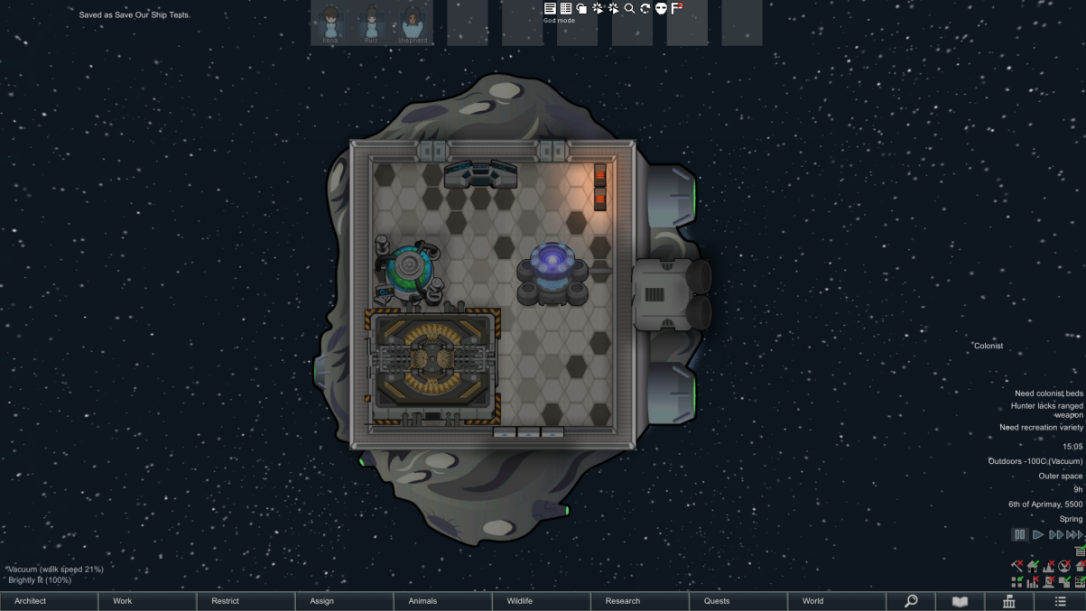 Saved as Save Our Ship Tests.
God mode
Ruii
Shepherd
Colonist
Need colonist beds
Hunter lacks ranged
weapon
Need recreation variety
15:05
Outdoors -100C (Vacuum)
Outer space
9h
6th of Aprimay, 5500
Spring
Vacuum (walk speed 21%)
Brightly lit (100%)
Architect
Work
Restrict
Assign
Animals
Wildlife
Research
Quests
World